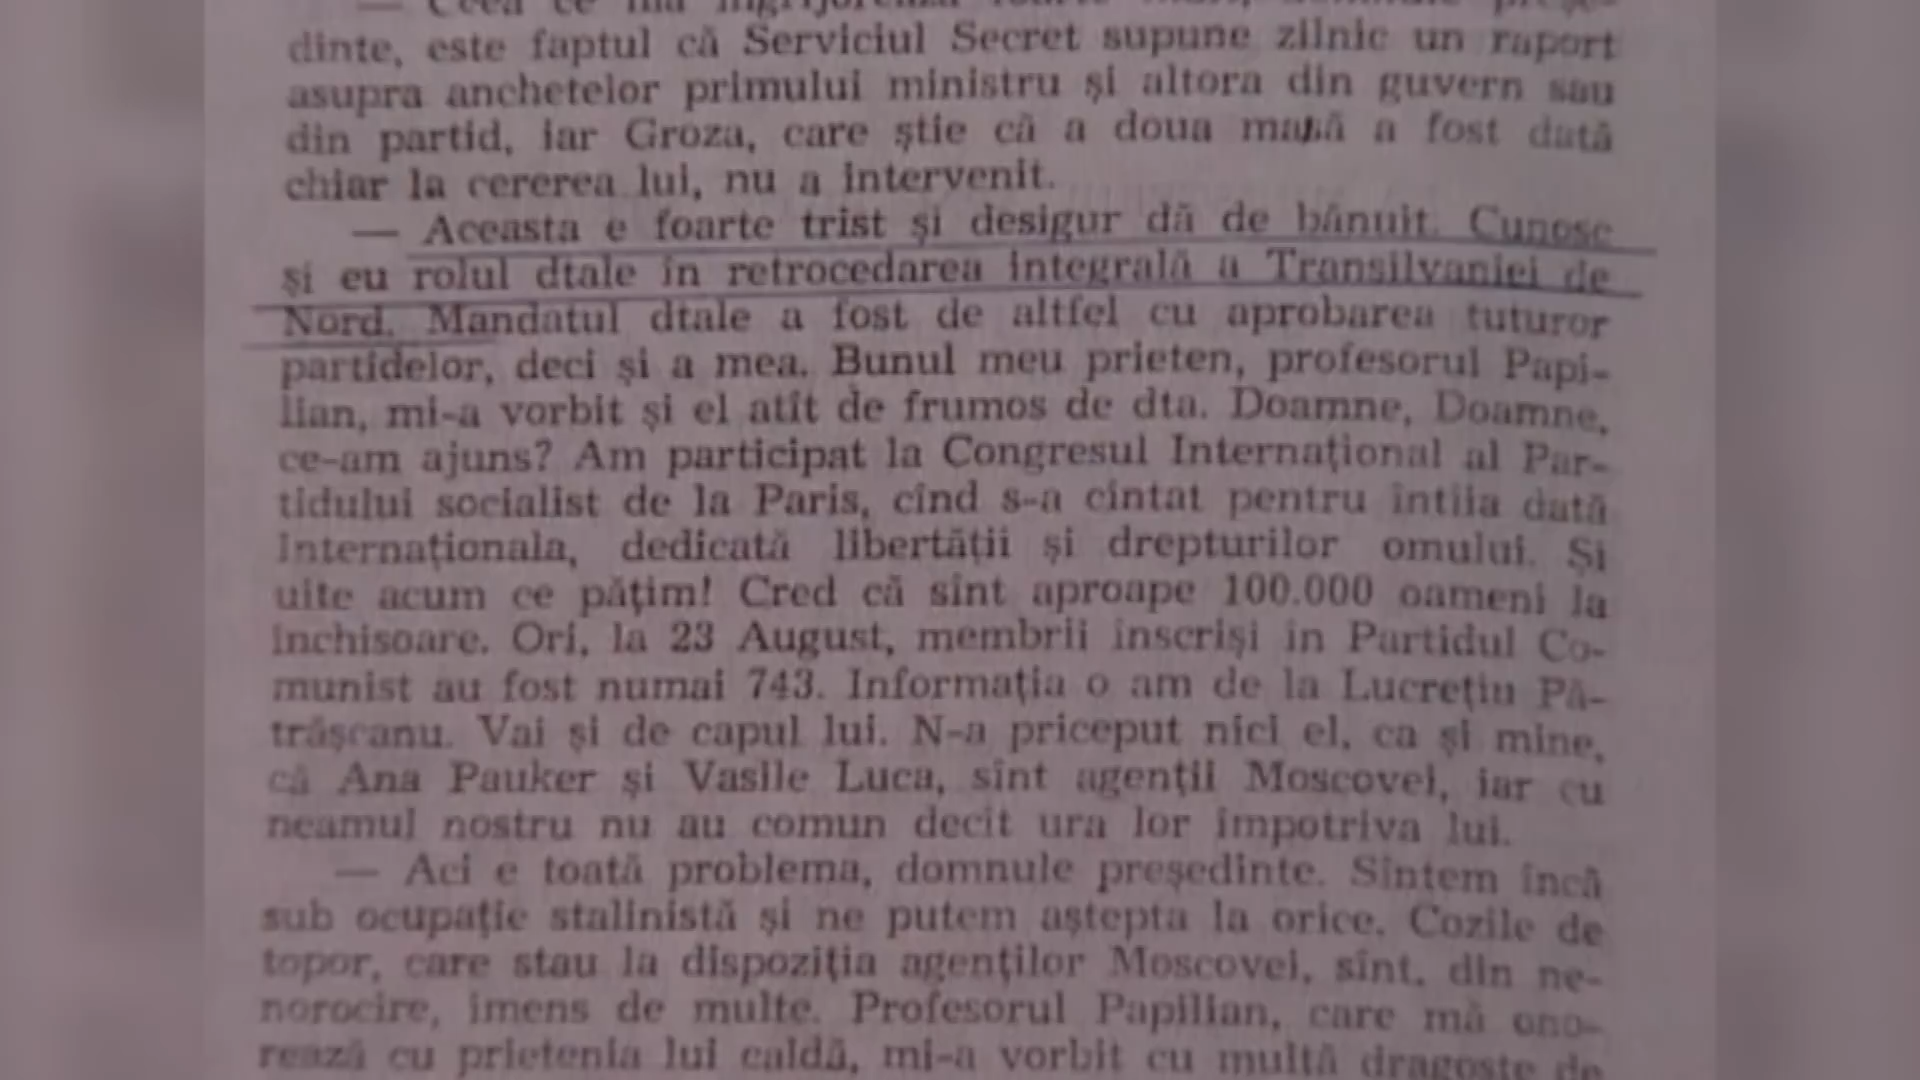 dinte, este faptul că Serviciul Secret supune zilnic un raport
asupra anchetelor primului ministru și altora din guvern sau
din partid, iar Groza, care știe că a doua mană a fost dată
chiar la cererea lui, nu a intervenit.
— Aceasta e foarte trist și desigur dă de bănuit. Cunosc
și eu rolul dtale în retrocedarea integrală a Transilvaniei de
Nord. Mandatul dtale a fost de altfel cu aprobarea tuturor
partidelor, deci și a mea. Bunul meu prieten, profesorul Papi-
lian, mi-a vorbit și el atît de frumos de dta. Doamne, Doamne,
ce-am ajuns? Am participat la Congresul Internațional al Par-
tidului socialist de la Paris, cînd s-a cîntat pentru întîia dată
Internaționala, dedicată libertății și drepturilor omului. Și
uite acum ce pățim! Cred că sînt aproape 100.000 oameni la
închisoare. Ori, la 23 August, membrii înscriși în Partidul Co-
munist au fost numai 743. Informația o am de la Lucrețiu Pă-
trășcanu. Vai și de capul lui. N-a priceput nici el, ca și mine,
că Ana Pauker și Vasile Luca, sînt agenții Moscovei, iar cu
neamul nostru nu au comun decît ura lor împotriva lui.
— Aci e toată problema, domnule președinte. Sîntem încă
sub ocupație stalinistă și ne putem aștepta la orice. Cozile de
topor, care stau la dispoziția agenților Moscovei, sînt, din ne-
norocire, imens de multe. Profesorul Papilian, care mă ono-
rează cu prietenia lui caldă, mi-a vorbit cu multă dragoste de